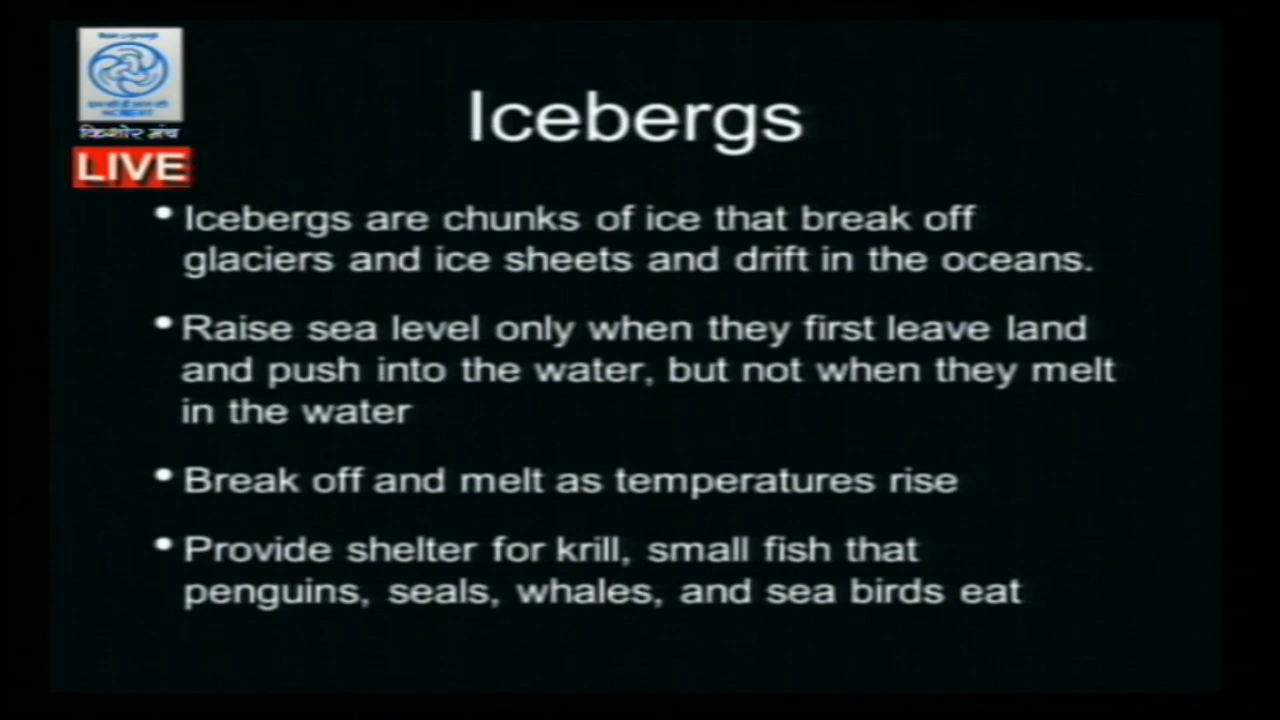 NCERT
किशोर मंच
LIVE
Icebergs
• Icebergs are chunks of ice that break off
glaciers and ice sheets and drift in the oceans.
• Raise sea level only when they first leave land
and push into the water, but not when they melt
in the water
• Break off and melt as temperatures rise
• Provide shelter for krill, small fish that
penguins, seals, whales, and sea birds eat